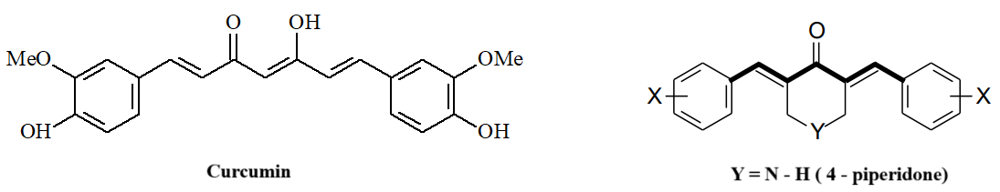 O OH
MeO OMe
OH OH
Curcumin
O
X X
Y
Y = N - H ( 4 - piperidone)